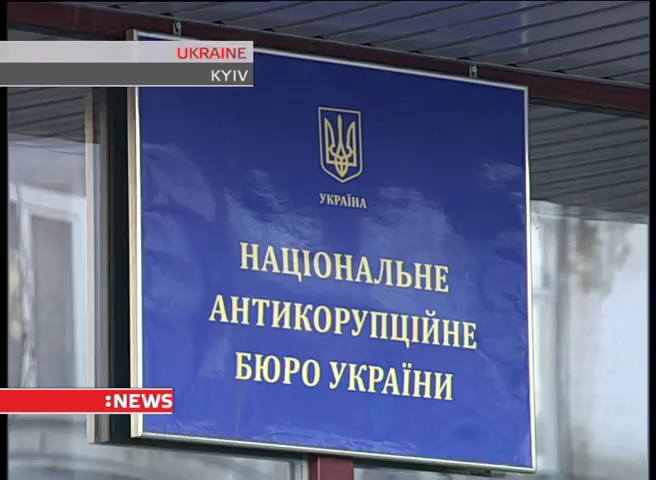 UKRAINE
KYIV
УКРАЇНА
НАЦІОНАЛЬНЕ
АНТИКОРУПЦІЙНЕ
БЮРО УКРАЇНИ
:NEWS